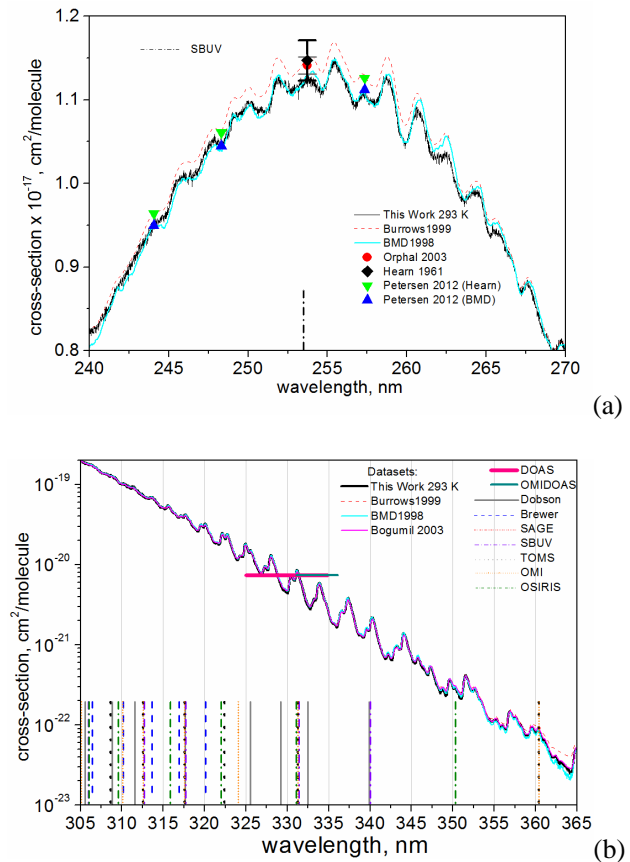 1.2
1.1
1.0
0.9
0.8
cross-section x 10⁻¹⁷, cm²/molecule
SBUV
This Work 293 K
Burrows1999
BMD1998
Orphal 2003
Hearn 1961
Petersen 2012 (Hearn)
Petersen 2012 (BMD)
240 245 250 255 260 265 270
wavelength, nm
(a)
10⁻¹⁹
10⁻²⁰
10⁻²¹
10⁻²²
10⁻²³
cross-section, cm²/molecule
Datasets:
This Work 293 K
Burrows1999
BMD1998
Bogumil 2003
DOAS
OMIDOAS
Dobson
Brewer
SAGE
SBUV
TOMS
OMI
OSIRIS
305 310 315 320 325 330 335 340 345 350 355 360 365
wavelength, nm
(b)